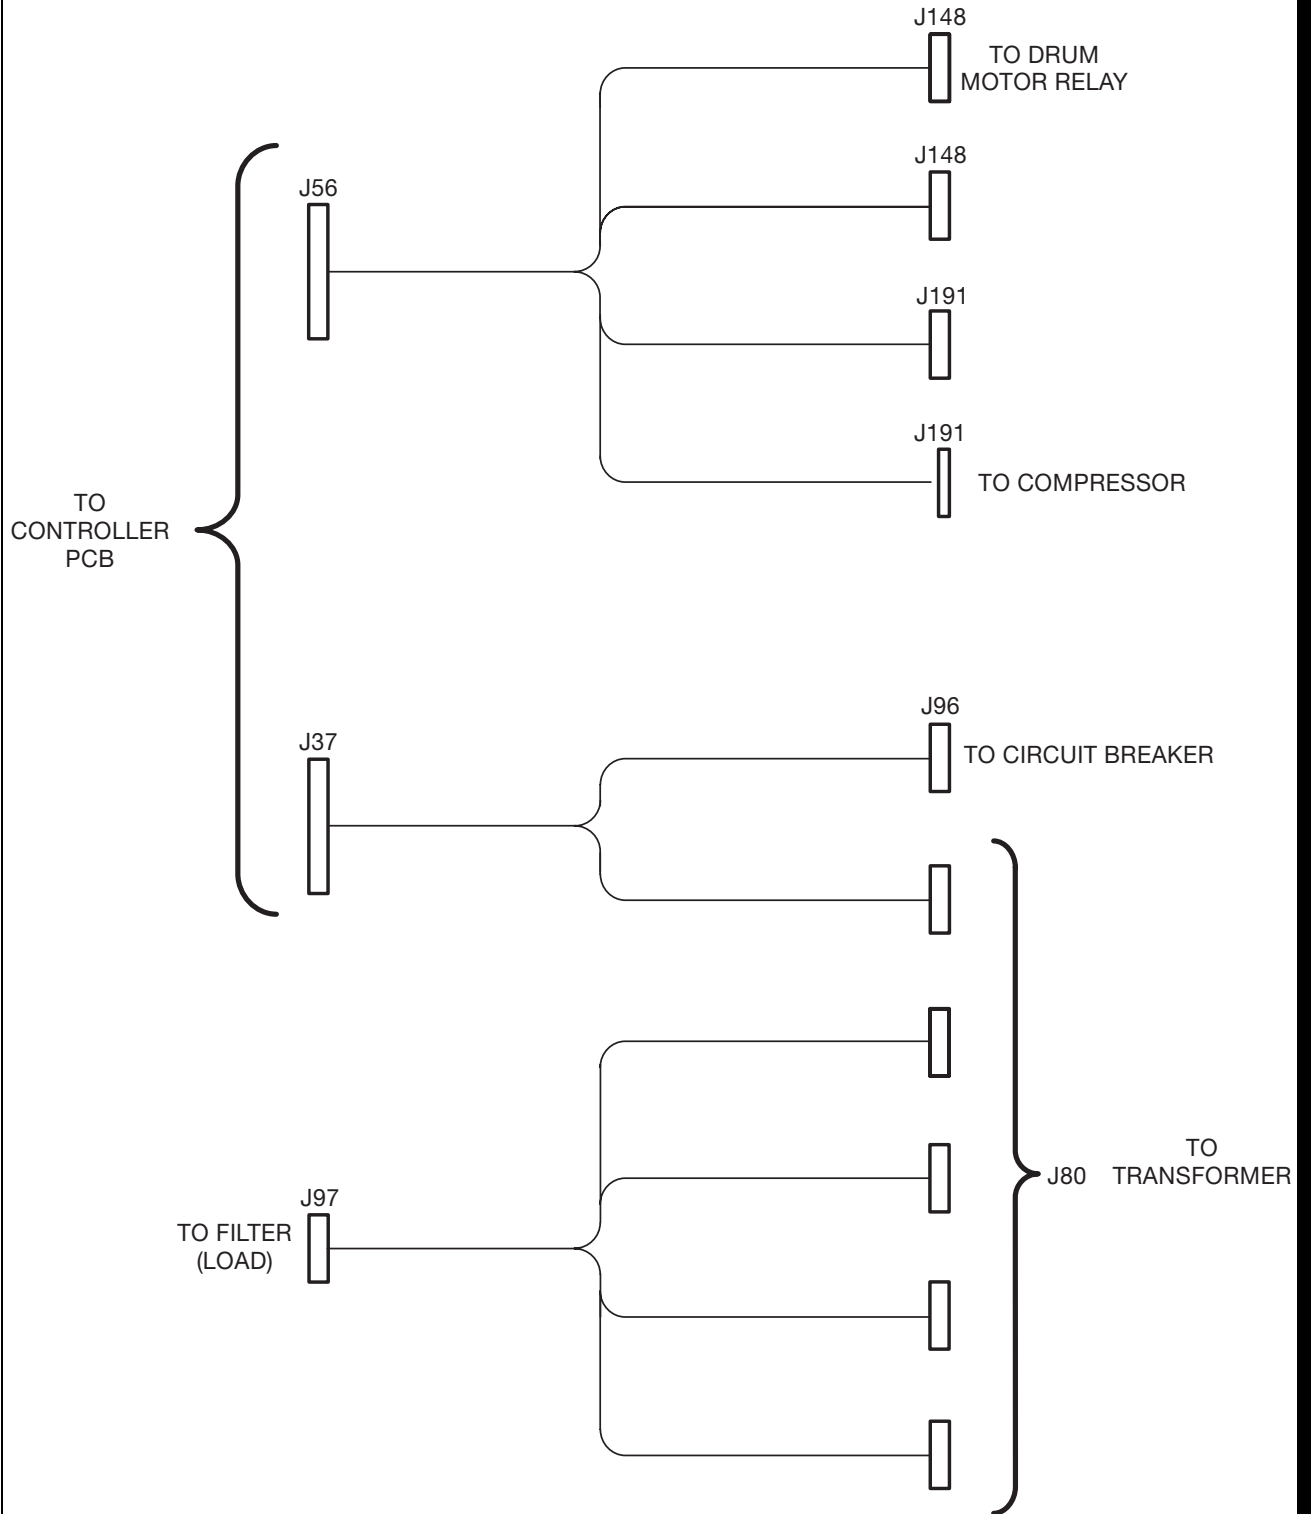 J148
TO DRUM
MOTOR RELAY
J148
J56
J191
J191
TO COMPRESSOR
TO
CONTROLLER
PCB
J96
TO CIRCUIT BREAKER
J37
TO
J80 TRANSFORMER
J97
TO FILTER
(LOAD)